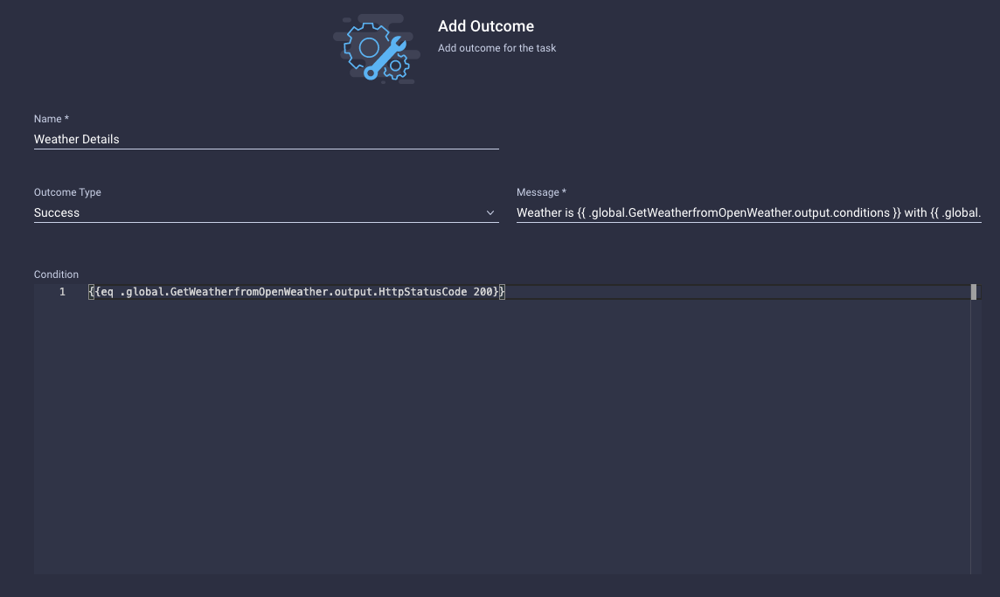 Add Outcome
Add outcome for the task
Name *
Weather Details
Outcome Type
Success
Message *
Weather is {{ .global.GetWeatherfromOpenWeather.output.conditions }} with {{ .global.
Condition
1 {{eq .global.GetWeatherfromOpenWeather.output.HttpStatusCode 200}}